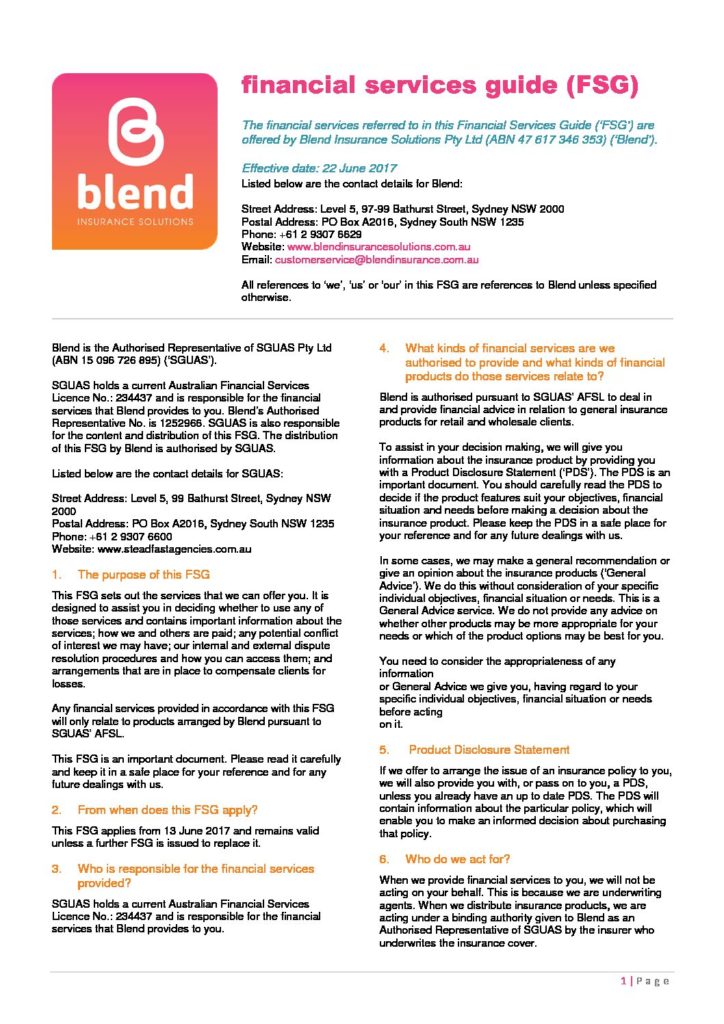 blend
INSURANCE SOLUTIONS
financial services guide (FSG)
The financial services referred to in this Financial Services Guide (‘FSG’) are
offered by Blend Insurance Solutions Pty Ltd (ABN 47 617 346 353) (‘Blend’).
Effective date: 22 June 2017
Listed below are the contact details for Blend:
Street Address: Level 5, 97-99 Bathurst Street, Sydney NSW 2000
Postal Address: PO Box A2016, Sydney South NSW 1235
Phone: +61 2 9307 6629
Website: www.blendinsurancesolutions.com.au
Email: customerservice@blendinsurance.com.au
All references to ‘we’, ‘us’ or ‘our’ in this FSG are references to Blend unless specified
otherwise.
Blend is the Authorised Representative of SGUAS Pty Ltd
(ABN 15 096 726 895) (‘SGUAS’).
SGUAS holds a current Australian Financial Services
Licence No.: 234437 and is responsible for the financial
services that Blend provides to you. Blend’s Authorised
Representative No. is 1252966. SGUAS is also responsible
for the content and distribution of this FSG. The distribution
of this FSG by Blend is authorised by SGUAS.
Listed below are the contact details for SGUAS:
Street Address: Level 5, 99 Bathurst Street, Sydney NSW
2000
Postal Address: PO Box A2016, Sydney South NSW 1235
Phone: +61 2 9307 6600
Website: www.steadfastagencies.com.au
1. The purpose of this FSG
This FSG sets out the services that we can offer you. It is
designed to assist you in deciding whether to use any of
those services and contains important information about the
services; how we and others are paid; any potential conflict
of interest we may have; our internal and external dispute
resolution procedures and how you can access them; and
arrangements that are in place to compensate clients for
losses.
Any financial services provided in accordance with this FSG
will only relate to products arranged by Blend pursuant to
SGUAS’ AFSL.
This FSG is an important document. Please read it carefully
and keep it in a safe place for your reference and for any
future dealings with us.
2. From when does this FSG apply?
This FSG applies from 13 June 2017 and remains valid
unless a further FSG is issued to replace it.
3. Who is responsible for the financial services
provided?
SGUAS holds a current Australian Financial Services
Licence No.: 234437 and is responsible for the financial
services that Blend provides to you.
4. What kinds of financial services are we
authorised to provide and what kinds of financial
products do those services relate to?
Blend is authorised pursuant to SGUAS’ AFSL to deal in
and provide financial advice in relation to general insurance
products for retail and wholesale clients.
To assist in your decision making, we will give you
information about the insurance product by providing you
with a Product Disclosure Statement (‘PDS’). The PDS is an
important document. You should carefully read the PDS to
decide if the product features suit your objectives, financial
situation and needs before making a decision about the
insurance product. Please keep the PDS in a safe place for
your reference and for any future dealings with us.
In some cases, we may make a general recommendation or
give an opinion about the insurance products (‘General
Advice’). We do this without consideration of your specific
individual objectives, financial situation or needs. This is a
General Advice service. We do not provide any advice on
whether other products may be more appropriate for your
needs or which of the product options may be best for you.
You need to consider the appropriateness of any
information
or General Advice we give you, having regard to your
specific individual objectives, financial situation or needs
before acting
on it.
5. Product Disclosure Statement
If we offer to arrange the issue of an insurance policy to you,
we will also provide you with, or pass on to you, a PDS,
unless you already have an up to date PDS. The PDS will
contain information about the particular policy, which will
enable you to make an informed decision about purchasing
that policy.
6. Who do we act for?
When we provide financial services to you, we will not be
acting on your behalf. This is because we are underwriting
agents. When we distribute insurance products, we are
acting under a binding authority given to Blend as an
Authorised Representative of SGUAS by the insurer who
underwrites the insurance cover.
1 | Page